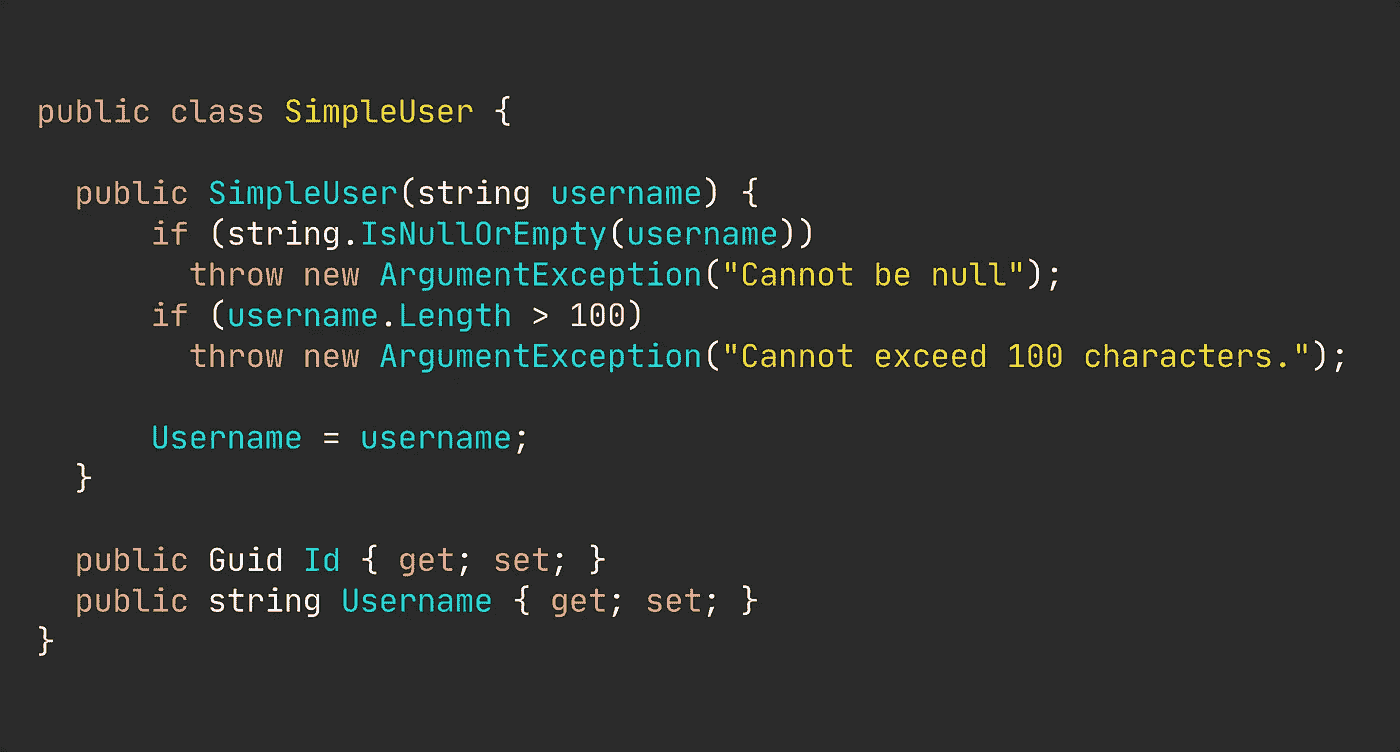 public class SimpleUser {
public SimpleUser(string username) {
if (string.IsNullOrEmpty(username))
throw new ArgumentException("Cannot be null");
if (username.Length > 100)
throw new ArgumentException("Cannot exceed 100 characters.");
Username = username;
}
public Guid Id { get; set; }
public string Username { get; set; }
}